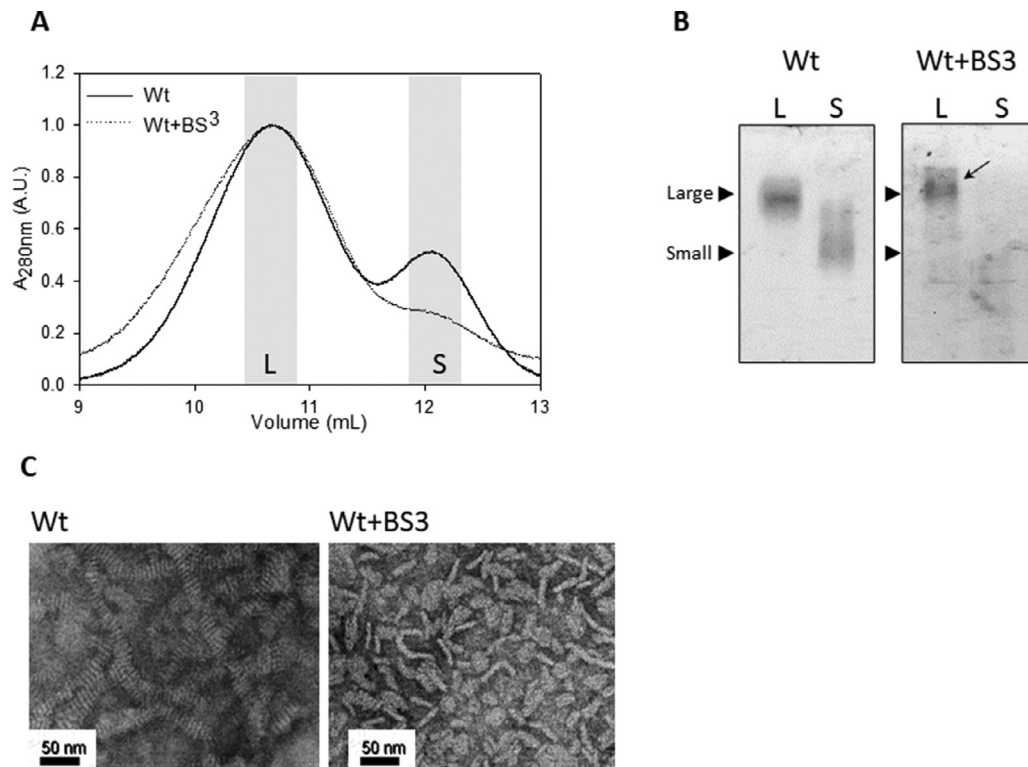 A
1.2
1.0
0.8
0.6
0.4
0.2
0.0
A280nm (A.U.)
Wt
Wt+BS3
L
S
9
10
11
12
13
Volume (mL)
B
Wt
Wt+BS3
L
S
L
S
Large
Small
C
Wt
Wt+BS3
50 nm
50 nm